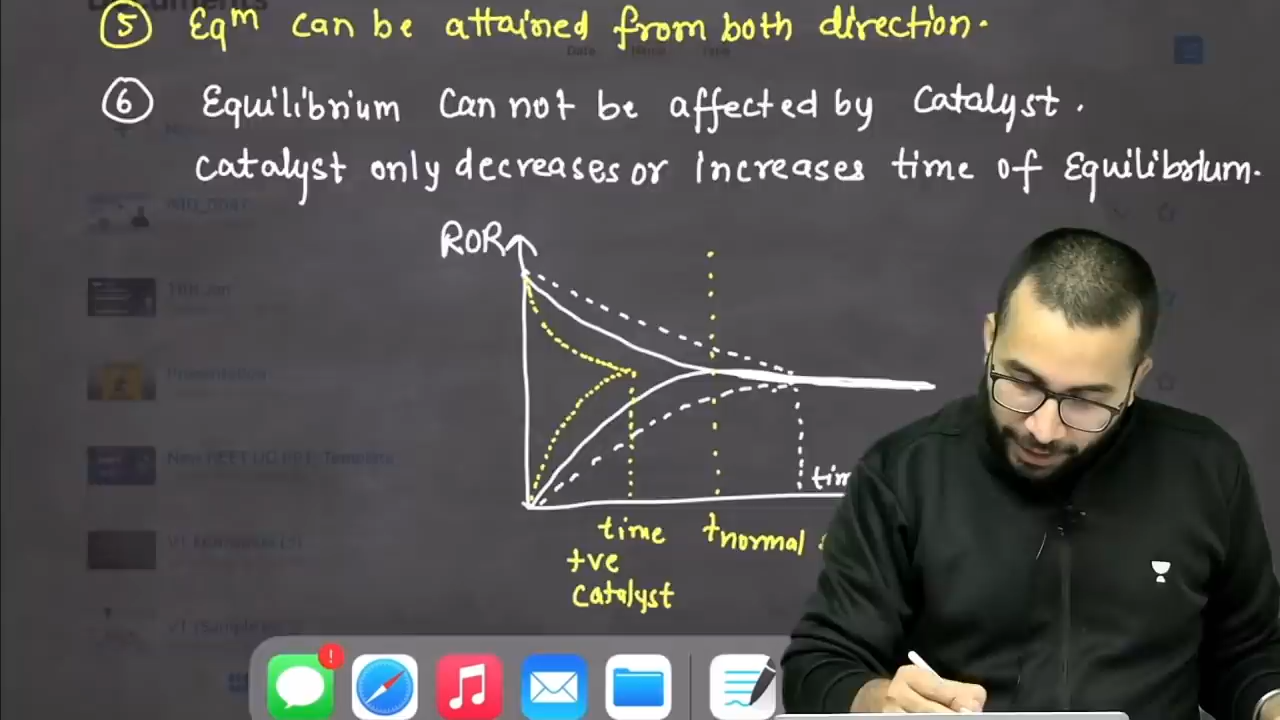 ⑤ Eqᵐ can be attained from both direction.
⑥ Equilibrium Can not be affected by Catalyst.
Catalyst only decreases or Increases time of Equilibrium.
ROR
time
+ve
Catalyst
tnormal
!